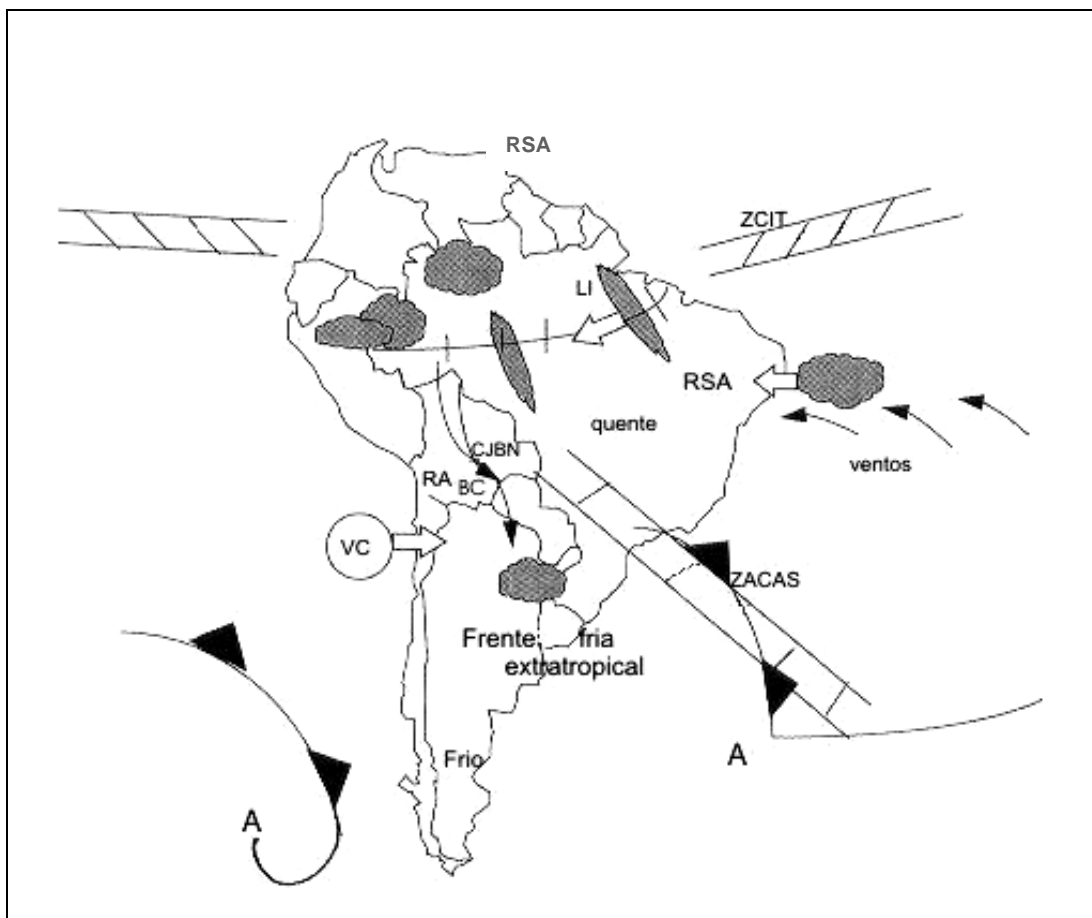 RSA
ZCIT
LI
RSA
quente
ventos
CJBN
RA
BC
VC
ZACAS
Frente fria
extratropical
A
Frio
A